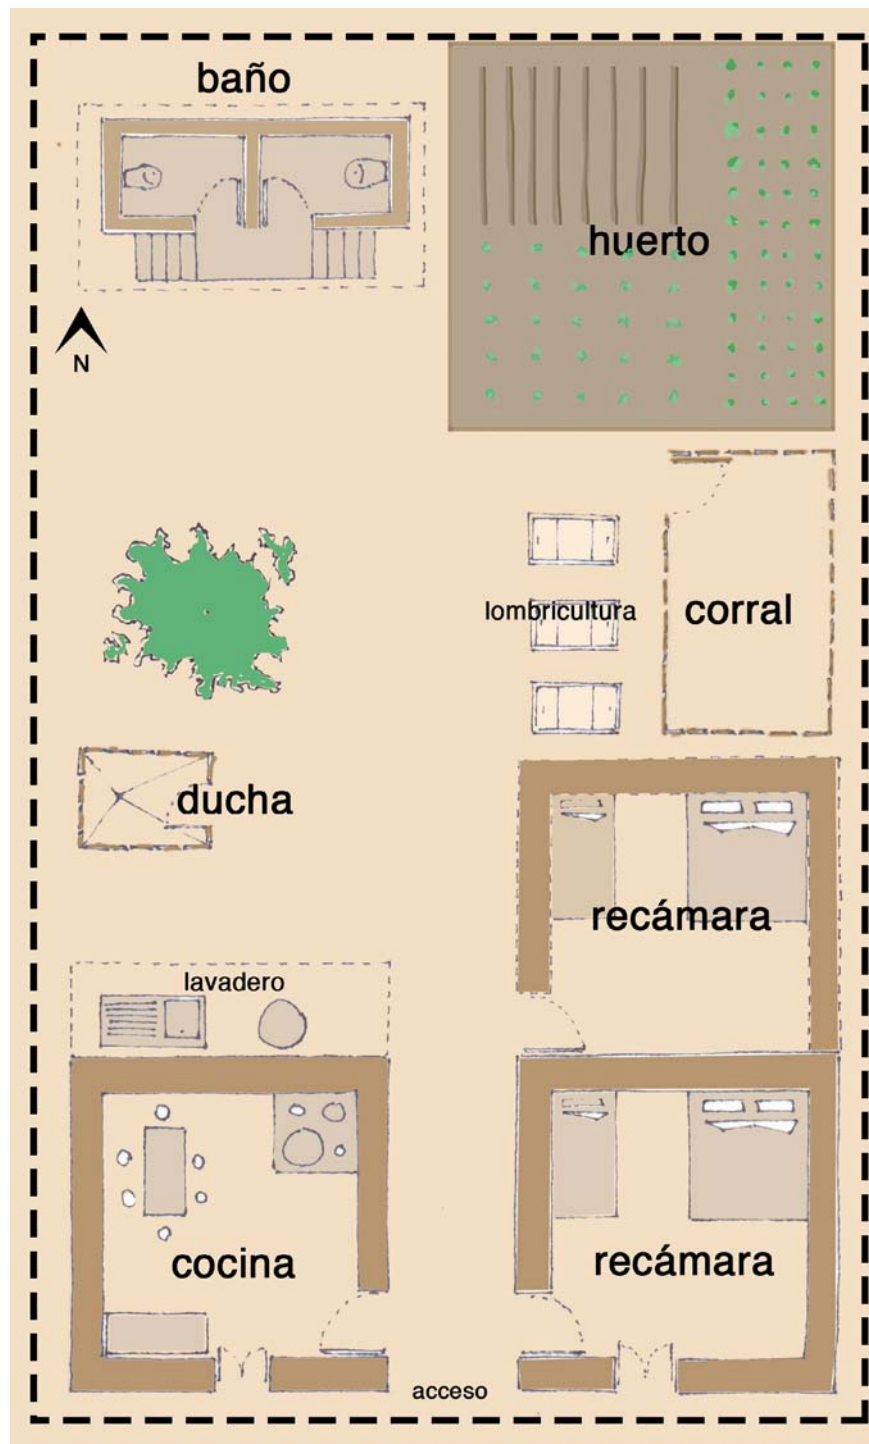 baño
huerto
N
lombricultura
corral
ducha
recámara
lavadero
cocina
recámara
acceso